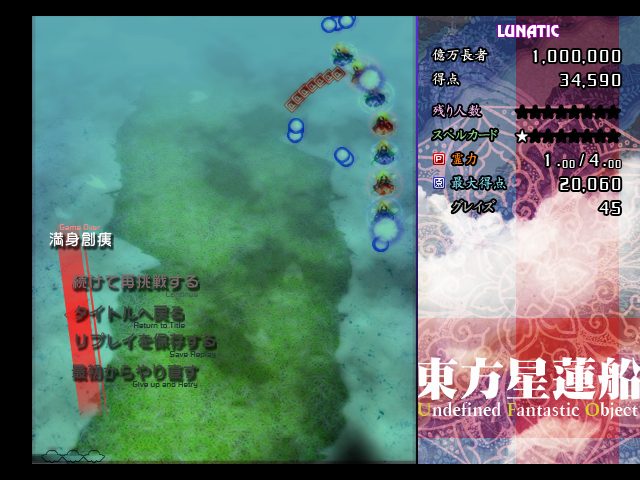 LUNATIC
億万長者 1,000,000
得点 34,590
残り人数
スペルカード
P 霊力 1.00/4.00
点 最大得点 20,060
グレイズ 45
Game Over
満身創痍
続けて再挑戦する
Continue
タイトルへ戻る
Return to Title
リプレイを保存する
Save Replay
最初からやり直す
Give up and Retry
東方星蓮船
Undefined Fantastic Object